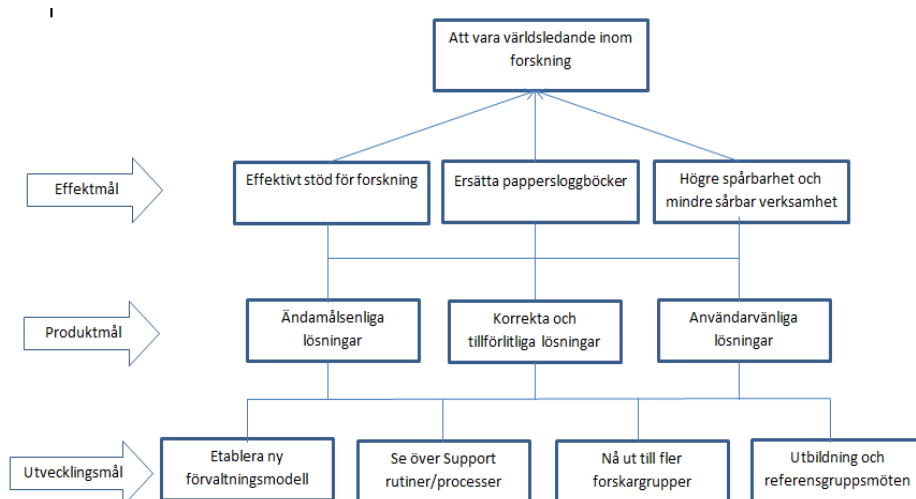 Att vara världsledande inom
forskning
Effektmål
Effektivt stöd för forskning
Ersätta pappersloggböcker
Högre spårbarhet och
mindre sårbar verksamhet
Produktmål
Ändamålsenliga
lösningar
Korrekta och
tillförlitliga lösningar
Användarvänliga
lösningar
Utvecklingsmål
Etablera ny
förvaltningsmodell
Se över Support
rutiner/processer
Nå ut till fler
forskargrupper
Utbildning och
referensgruppsmöten